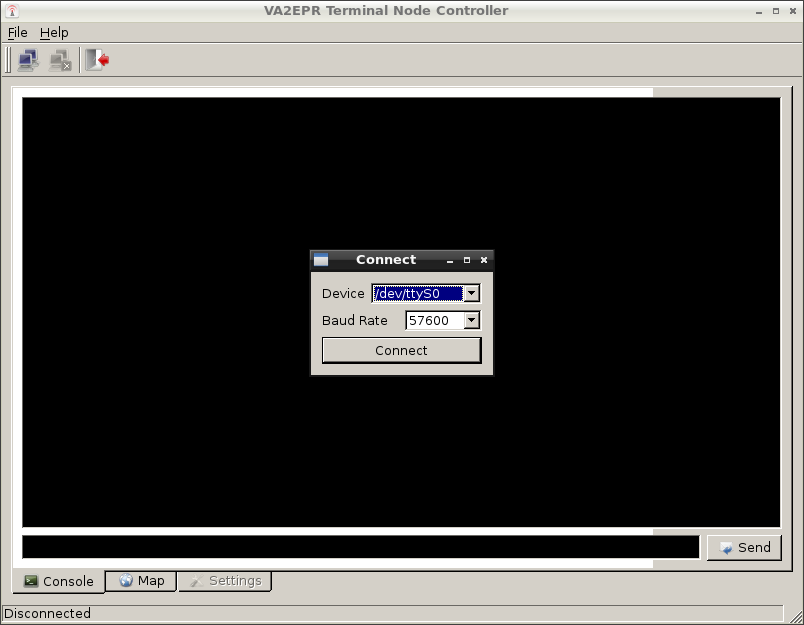 VA2EPR Terminal Node Controller
File Help
Connect
Device /dev/ttyS0
Baud Rate 57600
Connect
Send
Console Map Settings
Disconnected